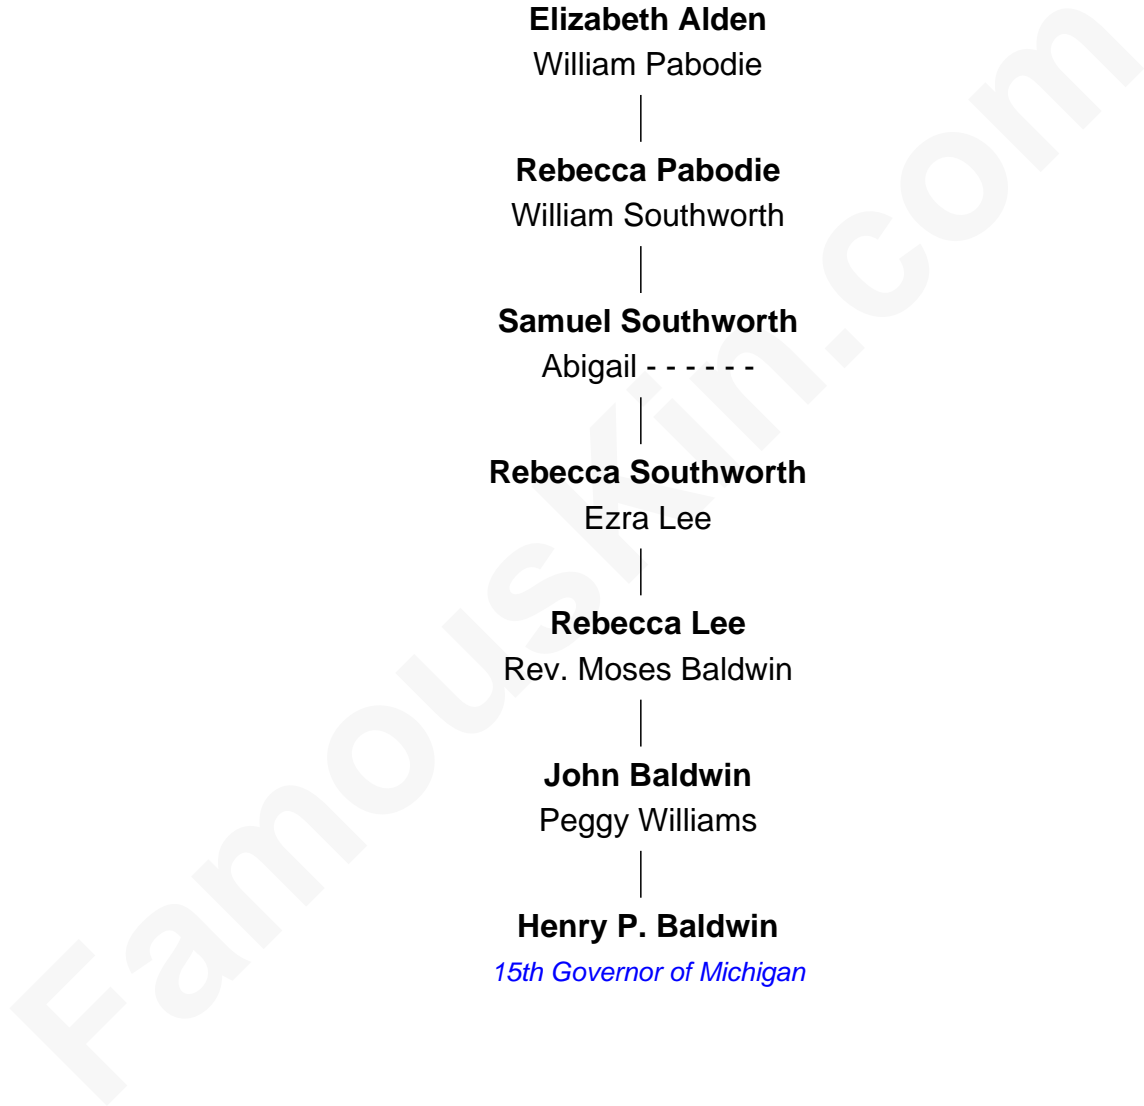 Elizabeth Alden
William Pabodie
Rebecca Pabodie
William Southworth
Samuel Southworth
Abigail - - - - - -
Rebecca Southworth
Ezra Lee
Rebecca Lee
Rev. Moses Baldwin
John Baldwin
Peggy Williams
Henry P. Baldwin
15th Governor of Michigan
FamousKin.com